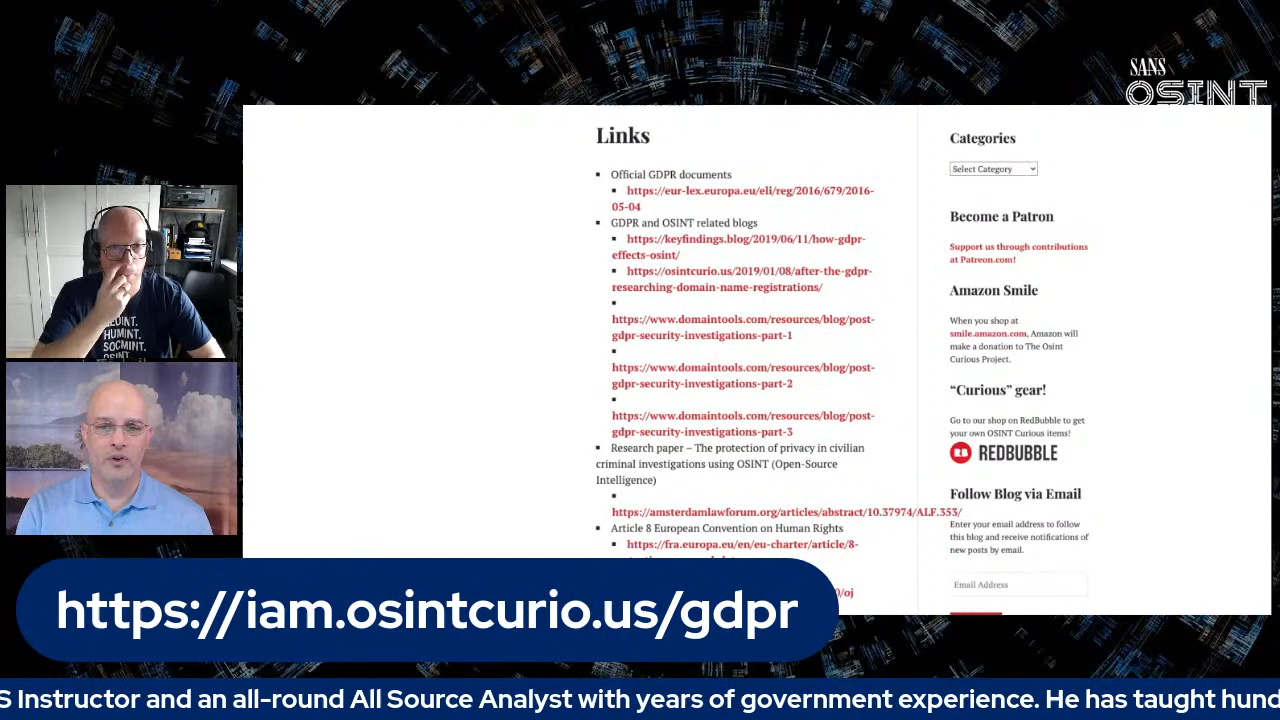 SANS
OSINT
Links
Official GDPR documents
https://eur-lex.europa.eu/eli/reg/2016/679/2016-
05-04
GDPR and OSINT related blogs
https://keyfindings.blog/2019/06/11/how-gdpr-
effects-osint/
https://osintcurio.us/2019/01/08/after-the-gdpr-
researching-domain-name-registrations/
https://www.domaintools.com/resources/blog/post-
gdpr-security-investigations-part-1
https://www.domaintools.com/resources/blog/post-
gdpr-security-investigations-part-2
https://www.domaintools.com/resources/blog/post-
gdpr-security-investigations-part-3
Research paper – The protection of privacy in civilian
criminal investigations using OSINT (Open-Source
Intelligence)
https://amsterdamlawforum.org/articles/abstract/10.37974/ALF.353/
Article 8 European Convention on Human Rights
https://fra.europa.eu/en/eu-charter/article/8-
/oj
Categories
Select Category
Become a Patron
Support us through contributions
at Patreon.com!
Amazon Smile
When you shop at
smile.amazon.com, Amazon will
make a donation to The Osint
Curious Project.
“Curious” gear!
Go to our shop on RedBubble to get
your own OSINT Curious items!
RB REDBUBBLE
Follow Blog via Email
Enter your email address to follow
this blog and receive notifications of
new posts by email.
Email Address
HUMINT.
SOCMINT.
OSINT
https://iam.osintcurio.us/gdpr
S Instructor and an all-round All Source Analyst with years of government experience. He has taught hund